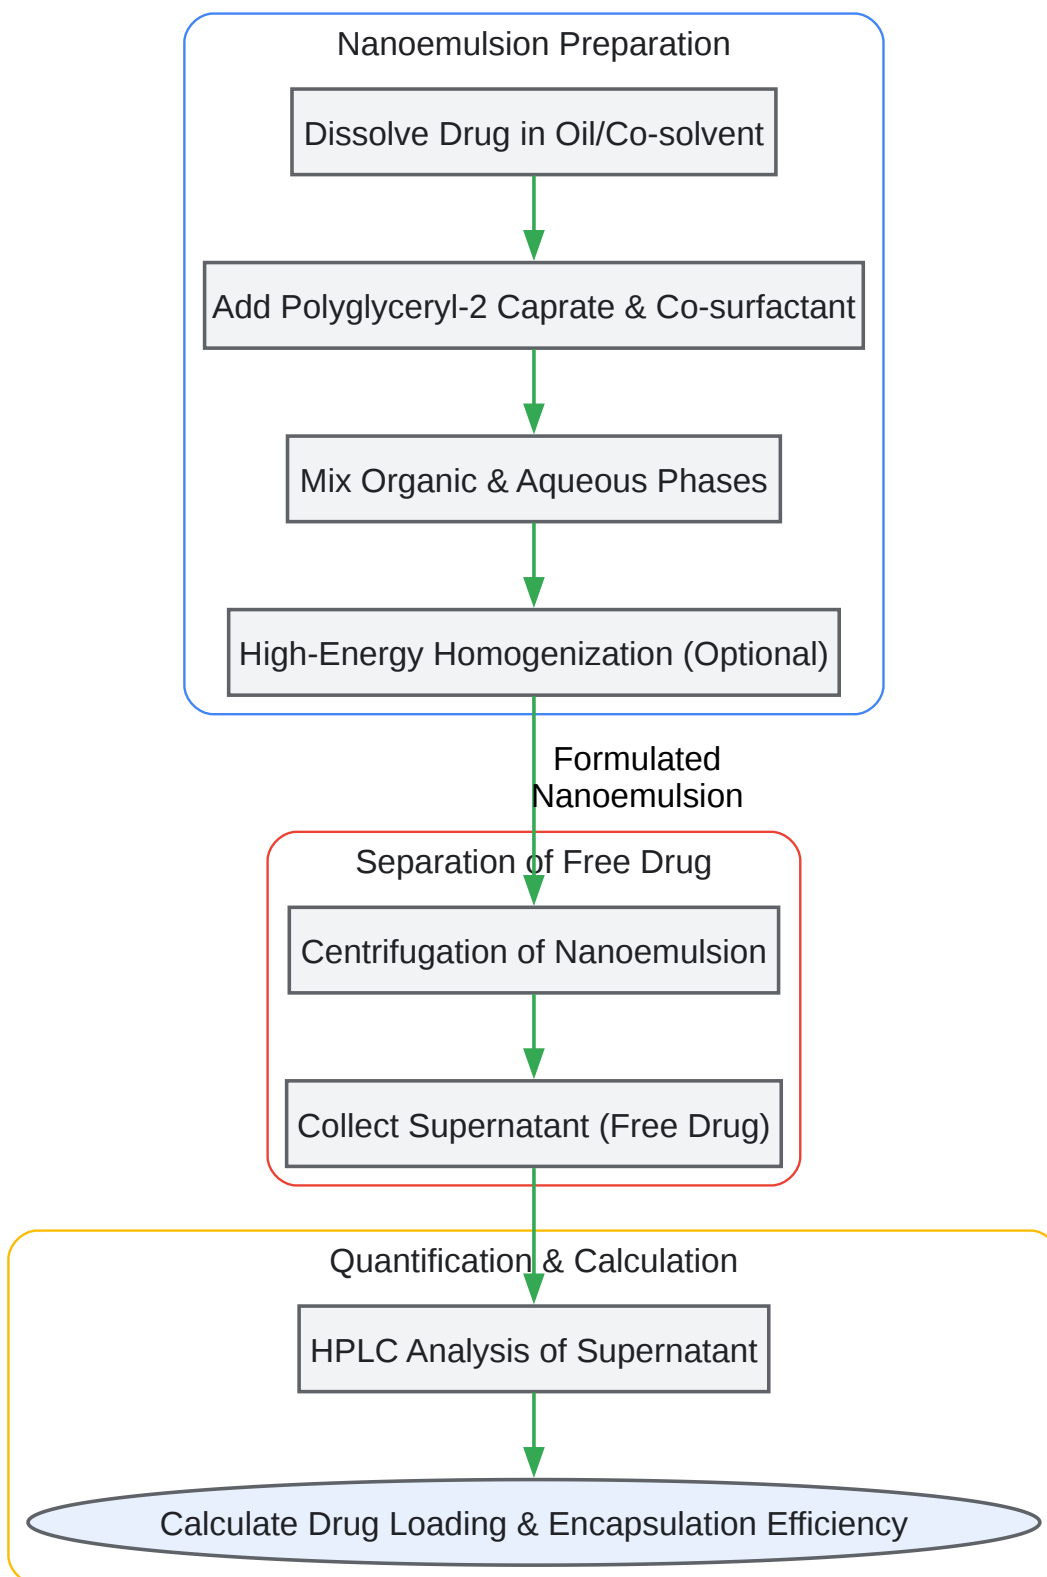 Nanoemulsion Preparation
Dissolve Drug in Oil/Co-solvent
Add Polyglyceryl-2 Caprate & Co-surfactant
Mix Organic & Aqueous Phases
High-Energy Homogenization (Optional)
Formulated
Nanoemulsion
Separation of Free Drug
Centrifugation of Nanoemulsion
Collect Supernatant (Free Drug)
Quantification & Calculation
HPLC Analysis of Supernatant
Calculate Drug Loading & Encapsulation Efficiency